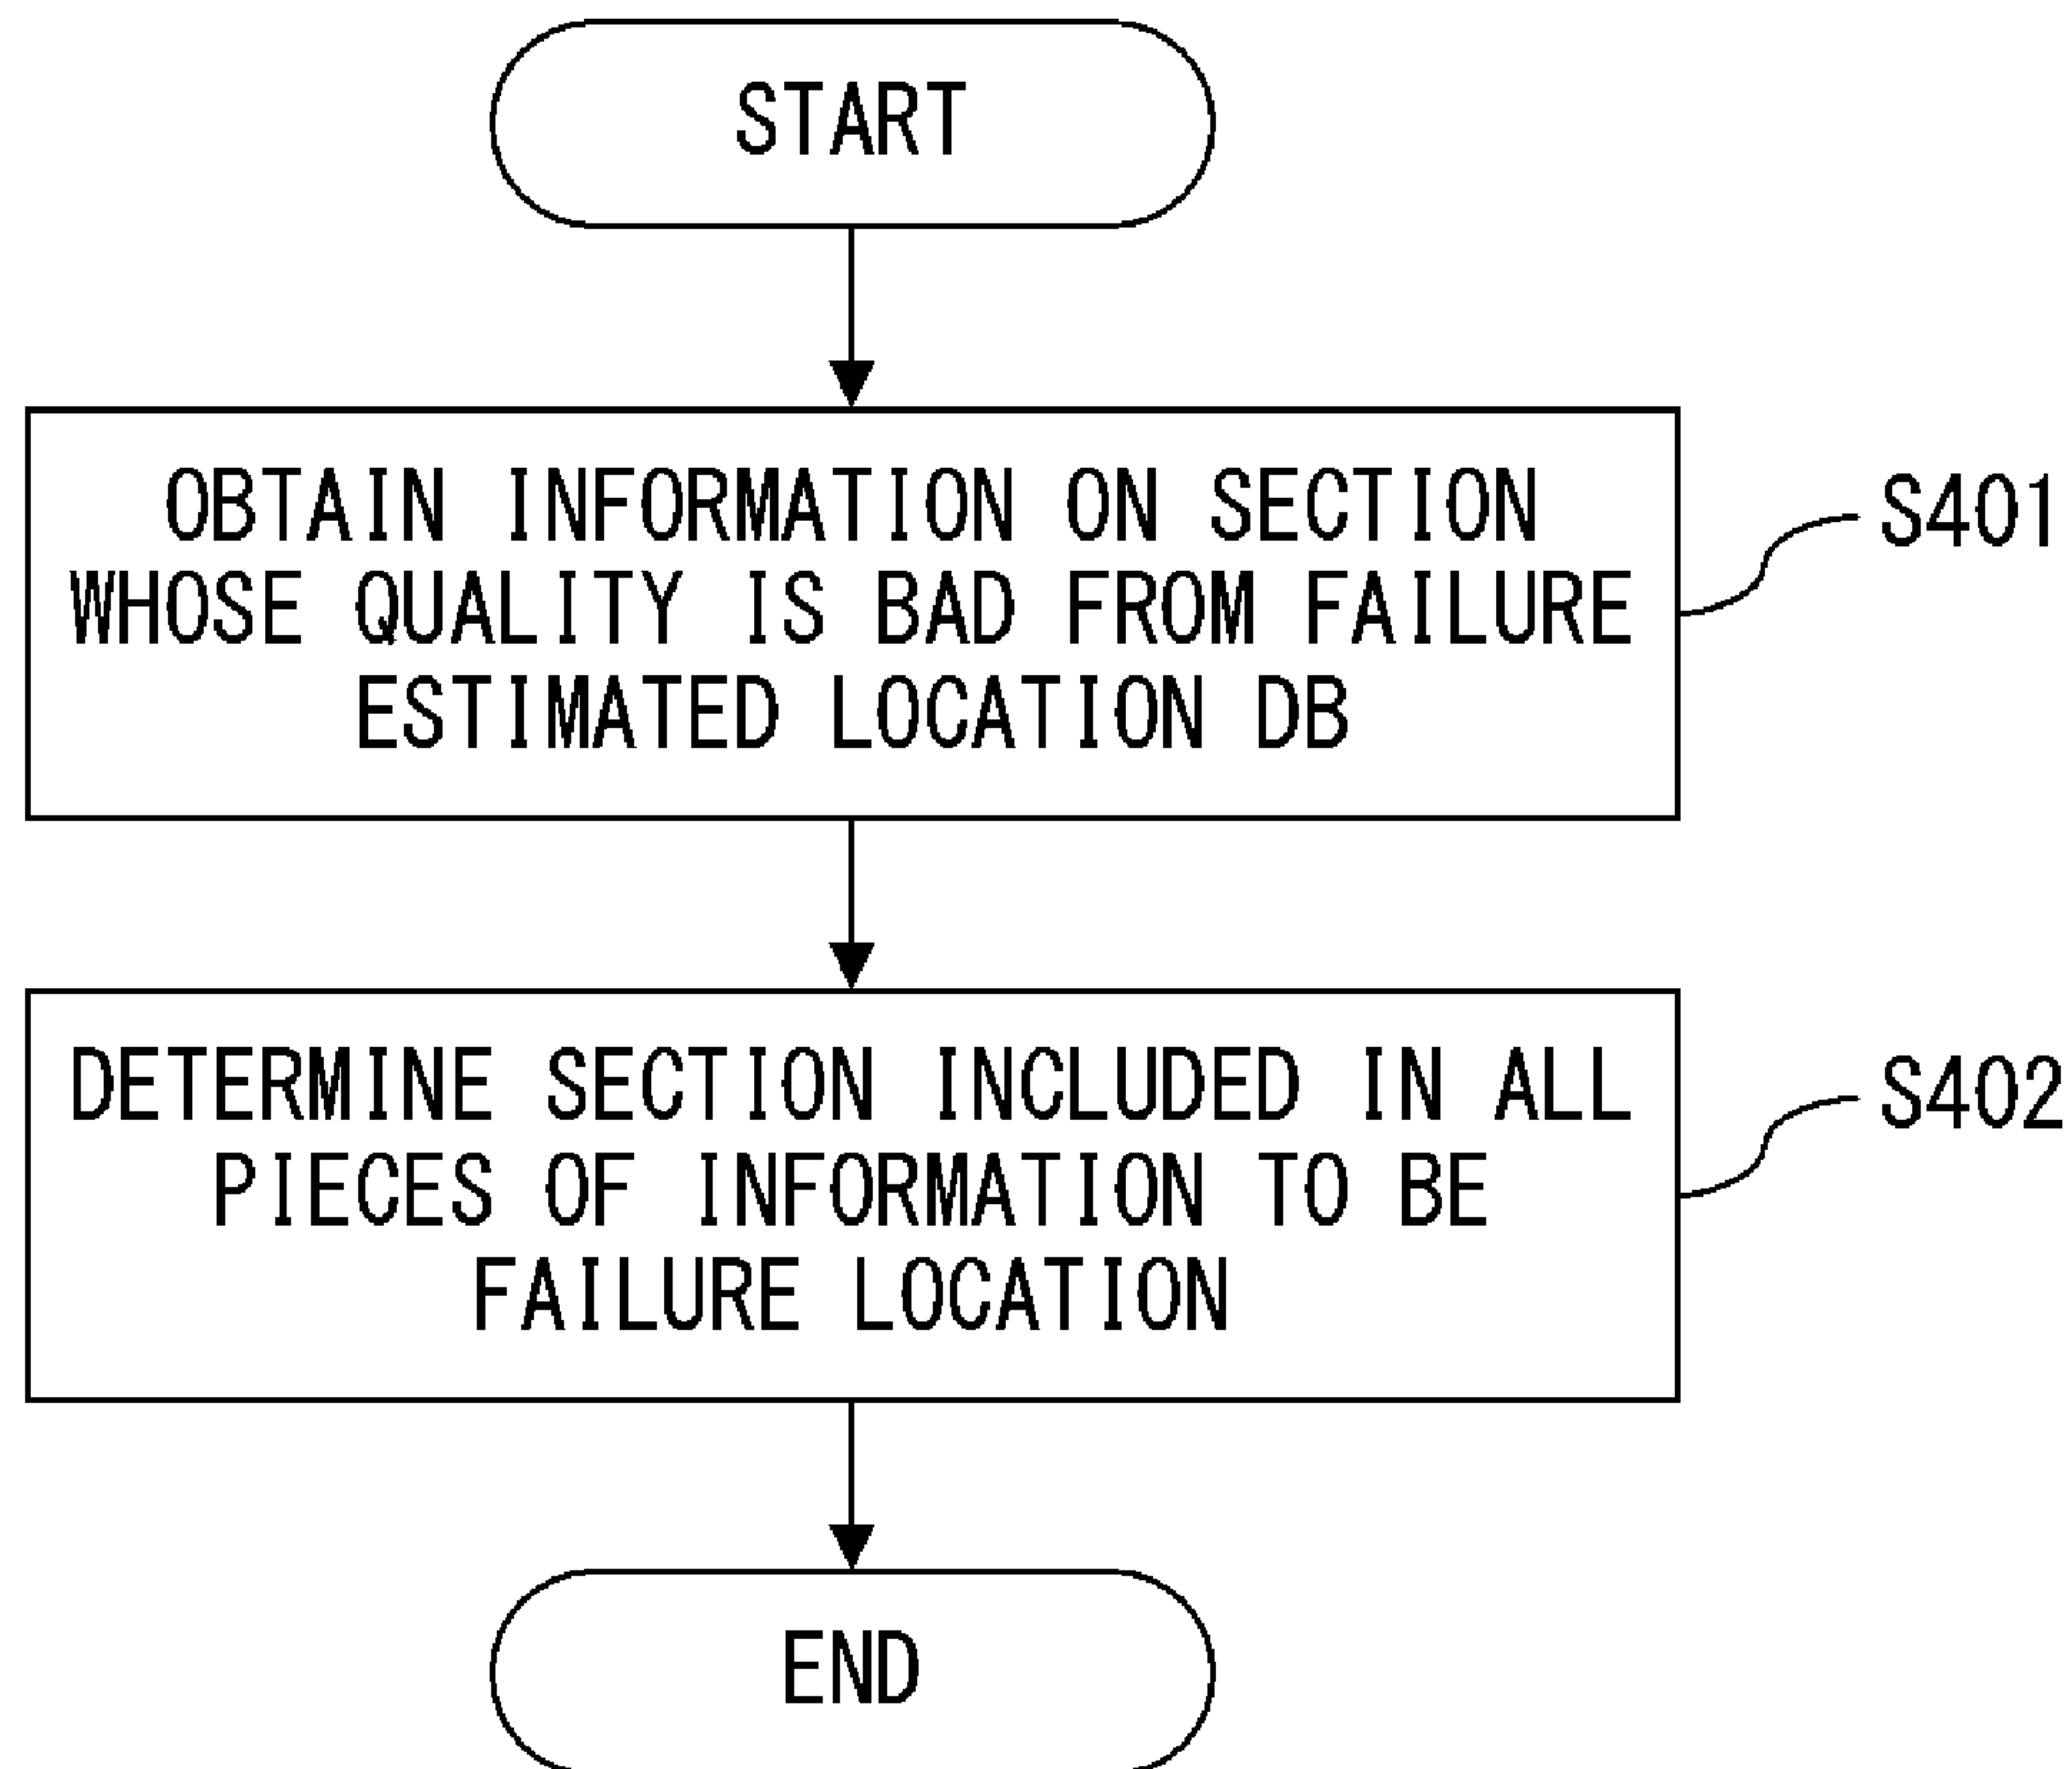 START
OBTAIN INFORMATION ON SECTION
WHOSE QUALITY IS BAD FROM FAILURE
ESTIMATED LOCATION DB
S401
DETERMINE SECTION INCLUDED IN ALL
PIECES OF INFORMATION TO BE
FAILURE LOCATION
S402
END